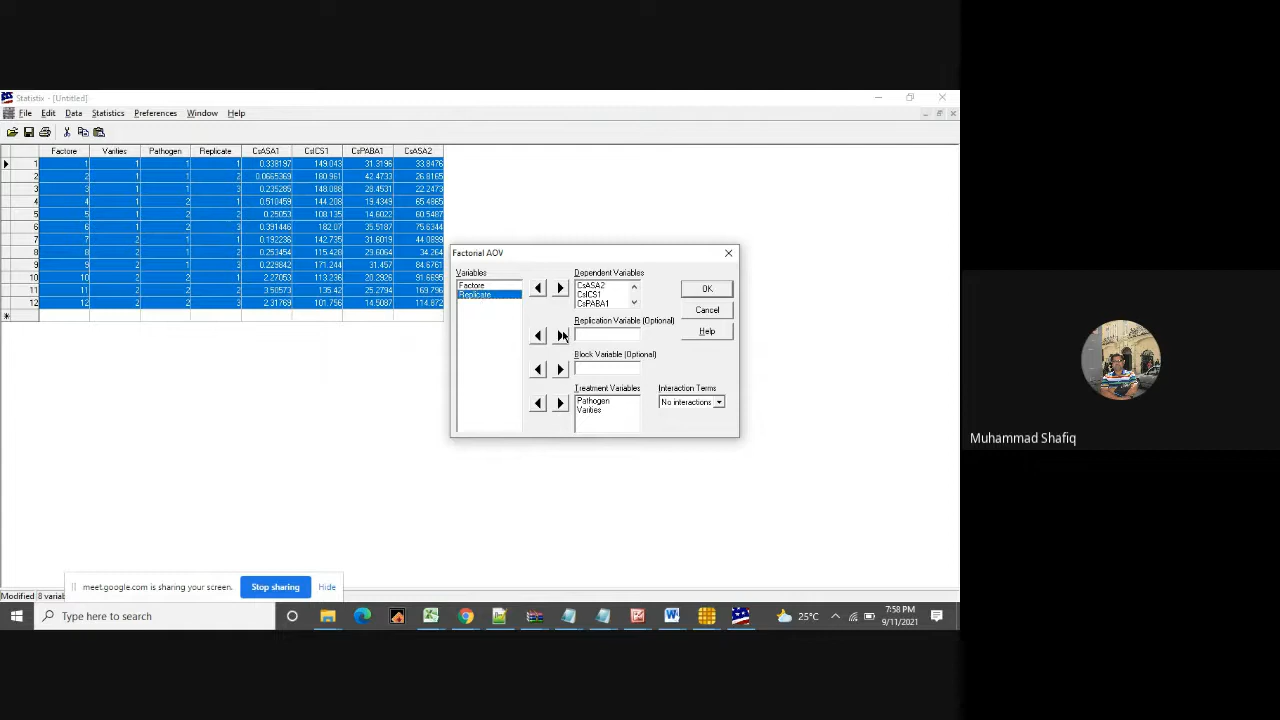 Statistix - [Untitled]
File Edit Data Statistics Preferences Window Help
Factore Varities Pathogen Replicate CsASA1 CsICS1 CsPABA1 CsASA2
1 1 1 1 0.338197 149.043 31.3196 33.8476
2 1 1 2 0.0665369 180.961 42.4733 26.8165
3 1 1 3 0.235285 148.088 28.4531 22.2473
4 1 2 1 0.510459 144.208 19.4349 65.4865
5 1 2 2 0.25053 108.135 14.6022 60.5487
6 1 2 3 0.391446 182.07 35.5187 75.6344
7 2 1 1 0.192236 142.735 31.6019 44.0899
8 2 1 2 0.253454 115.428 29.6064 34.264
9 2 1 3 0.229842 171.244 31.457 84.6761
10 2 2 1 2.27053 113.236 20.2926 91.6695
11 2 2 2 3.50573 135.42 25.2794 169.796
12 2 2 3 2.31769 101.756 14.5087 114.872
Factorial AOV
Variables
Factore
Replicate
Dependent Variables
CsASA2
CsICS1
CsPABA1
Replication Variable (Optional)
Block Variable (Optional)
Treatment Variables
Pathogen
Varities
Interaction Terms
No interactions
OK
Cancel
Help
Muhammad Shafiq
meet.google.com is sharing your screen. Stop sharing Hide
Modified 8 variab
Type here to search
25°C
7:58 PM
9/11/2021